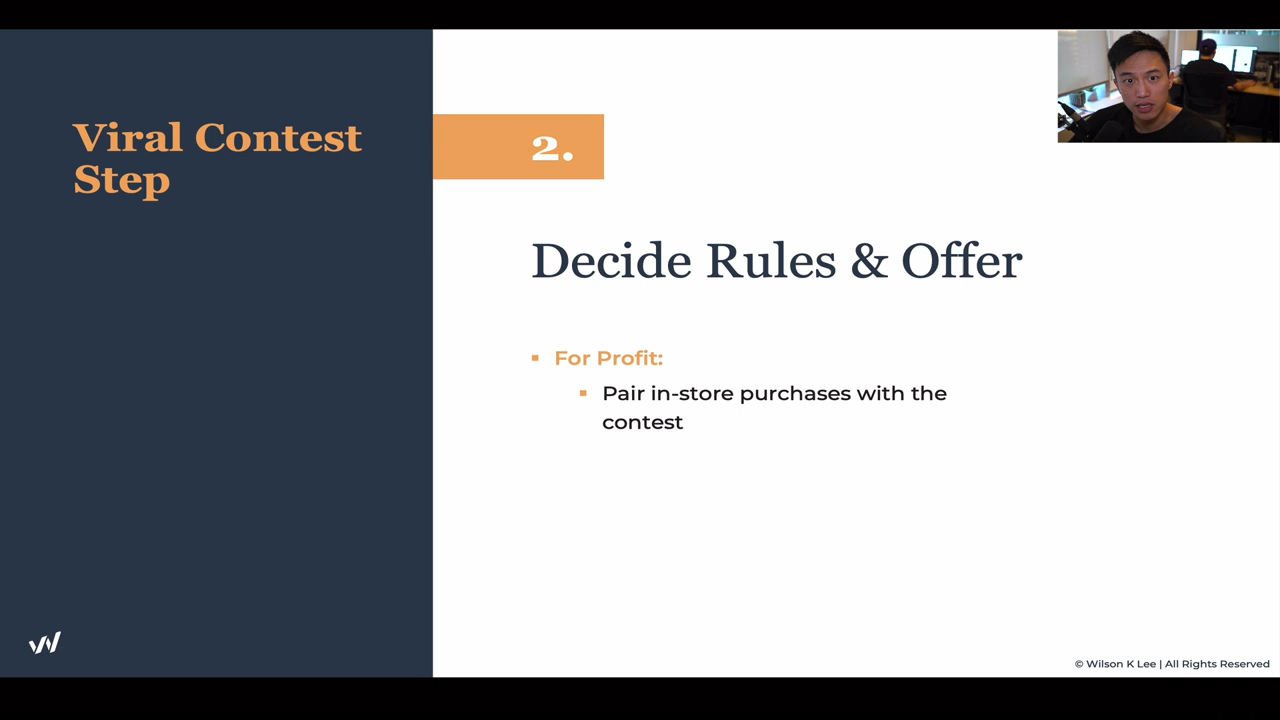 Viral Contest
Step
2.
Decide Rules & Offer
For Profit:
Pair in-store purchases with the
contest
© Wilson K Lee | All Rights Reserved